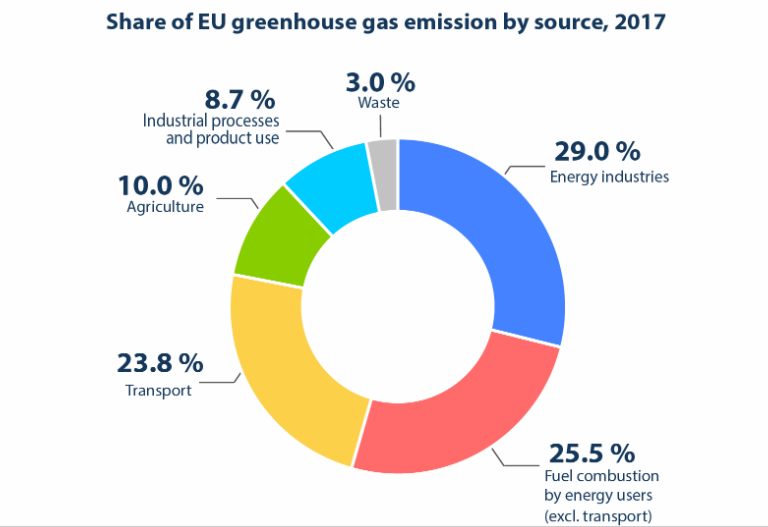 Share of EU greenhouse gas emission by source, 2017
3.0 %
Waste
8.7 %
Industrial processes
and product use
29.0 %
Energy industries
10.0 %
Agriculture
23.8 %
Transport
25.5 %
Fuel combustion
by energy users
(excl. transport)